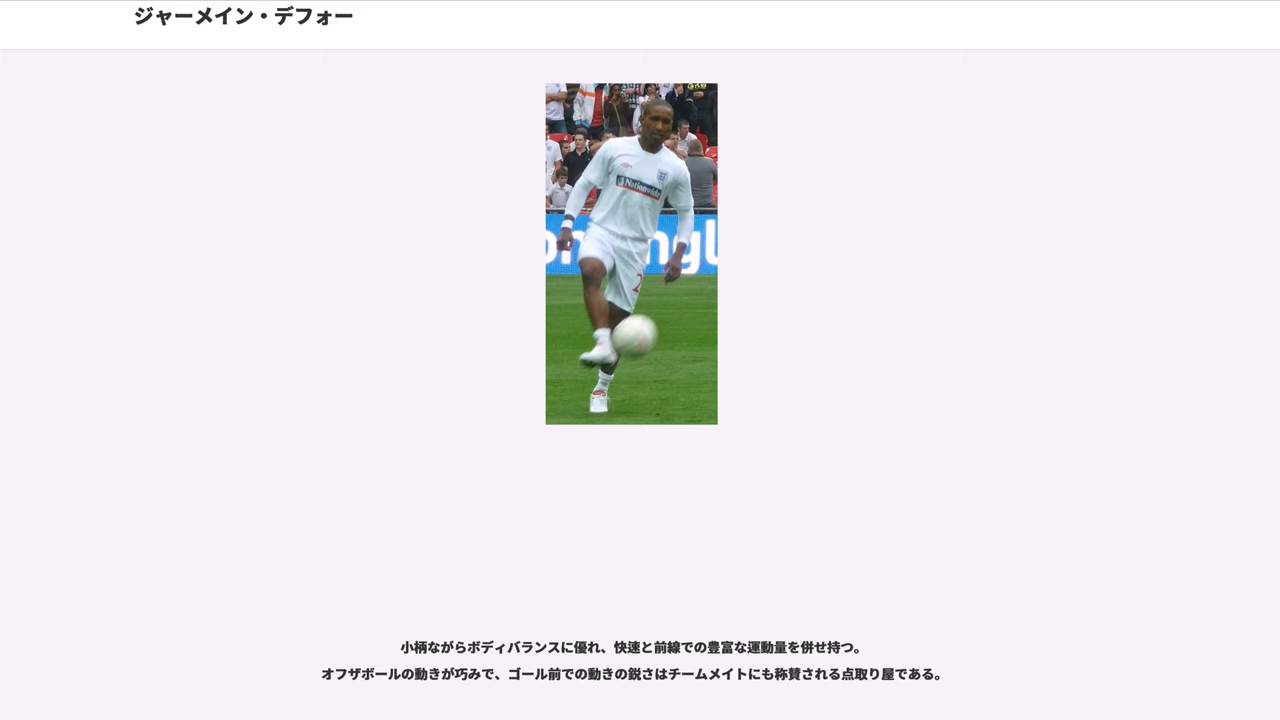 ジャーメイン・デフォー
Nationwide
2
小柄ながらボディバランスに優れ、快速と前線での豊富な運動量を併せ持つ。
オフザボールの動きが巧みで、ゴール前での動きの鋭さはチームメイトにも称賛される点取り屋である。